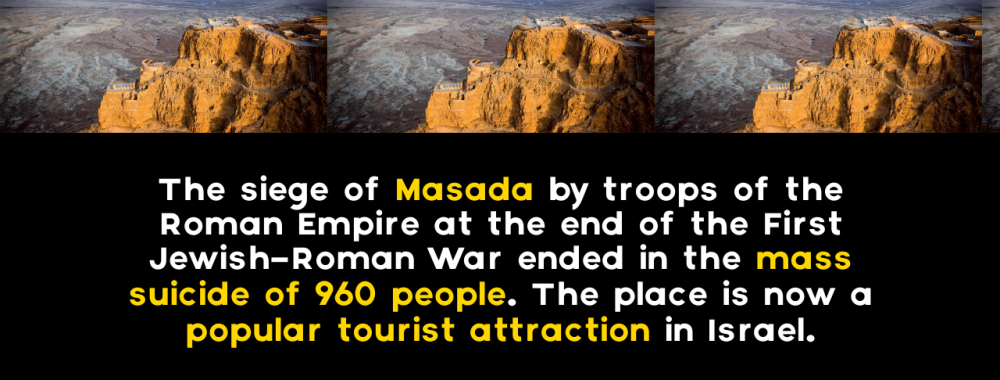 The siege of Masada by troops of the
Roman Empire at the end of the First
Jewish–Roman War ended in the mass
suicide of 960 people. The place is now a
popular tourist attraction in Israel.